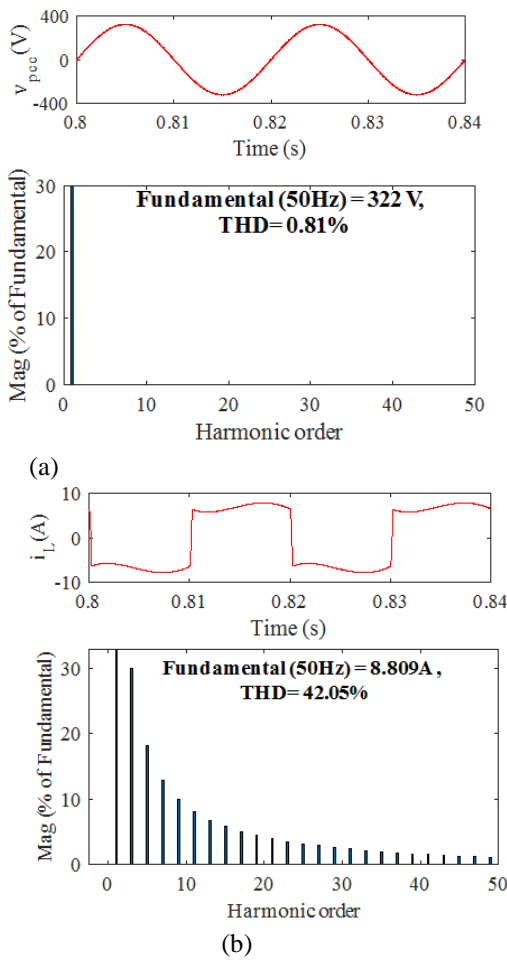 v_pcc (V)
400
0
-400
0.8 0.81 0.82 0.83 0.84
Time (s)
Mag (% of Fundamental)
30
20
10
0
Fundamental (50Hz) = 322 V,
THD= 0.81%
0 10 20 30 40 50
Harmonic order
(a)
i_L(A)
10
0
-10
0.8 0.81 0.82 0.83 0.84
Time (s)
Mag (% of Fundamental)
30
20
10
0
Fundamental (50Hz) = 8.809A ,
THD= 42.05%
0 10 20 30 40 50
Harmonic order
(b)